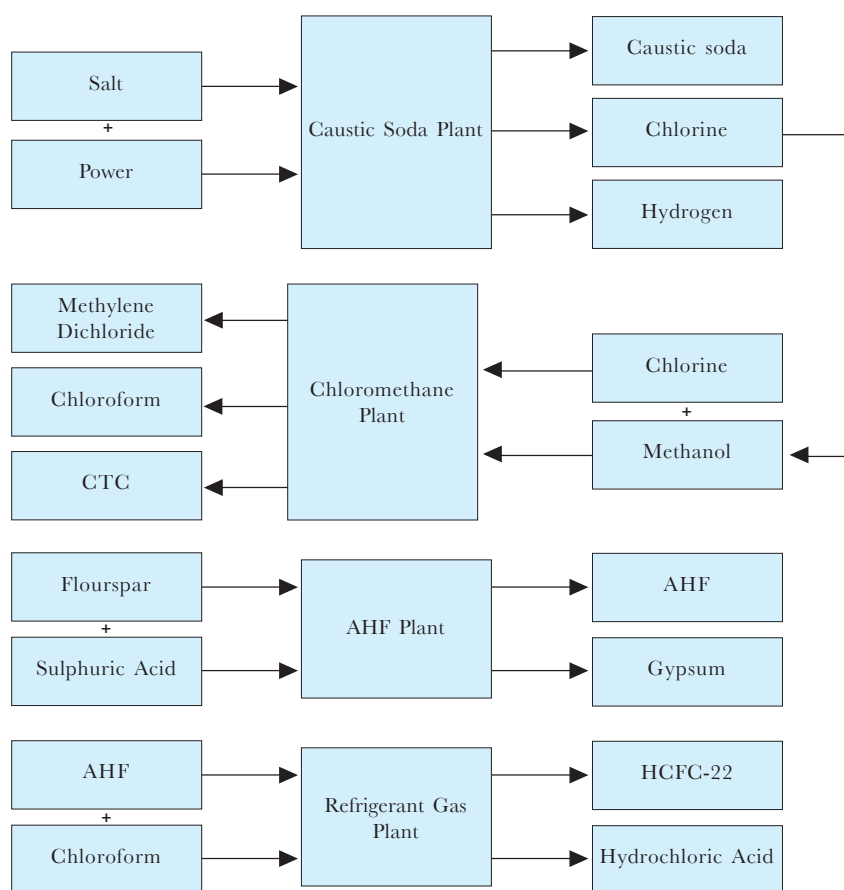 Salt
+
Power
Caustic Soda Plant
Caustic soda
Chlorine
Hydrogen
Methylene
Dichloride
Chloroform
CTC
Chloromethane
Plant
Chlorine
+
Methanol
Flourspar
+
Sulphuric Acid
AHF Plant
AHF
Gypsum
AHF
+
Chloroform
Refrigerant Gas
Plant
HCFC-22
Hydrochloric Acid